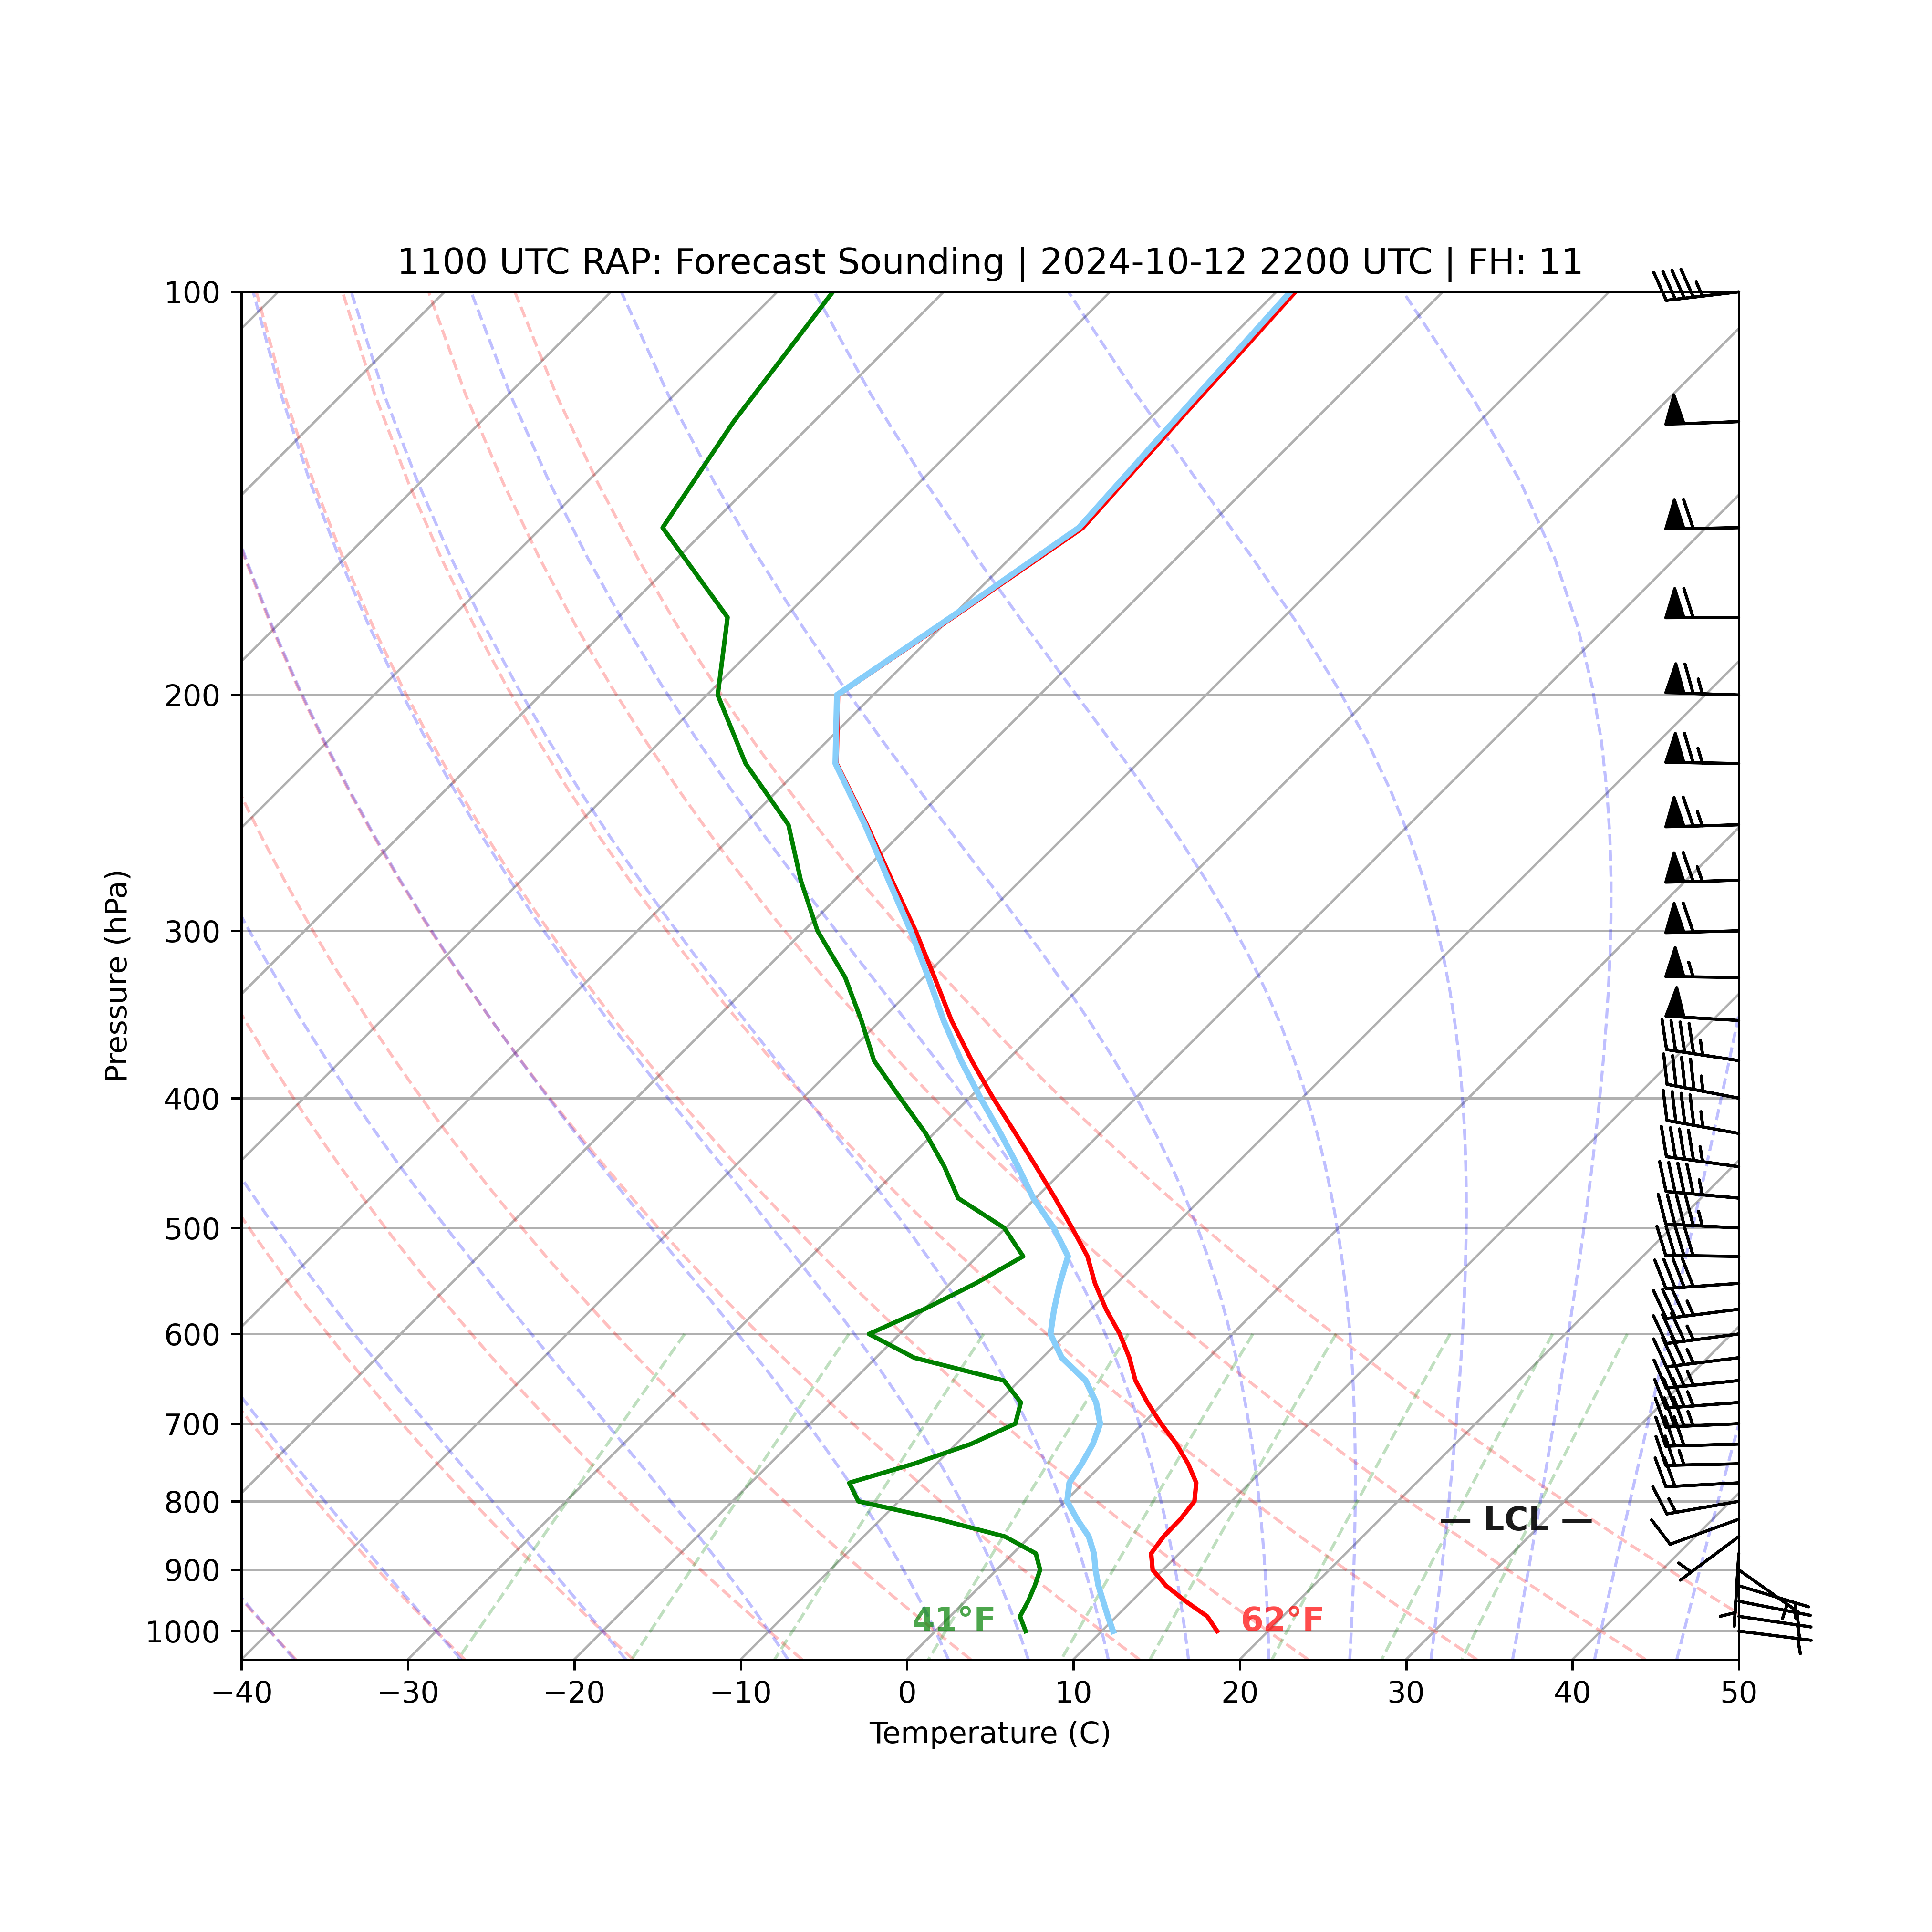 1100 UTC RAP: Forecast Sounding | 2024-10-12 2200 UTC | FH: 11
100
200
300
400
500
600
700
800
900
1000
Pressure (hPa)
— LCL —
41°F
62°F
−40 −30 −20 −10 0 10 20 30 40 50
Temperature (C)